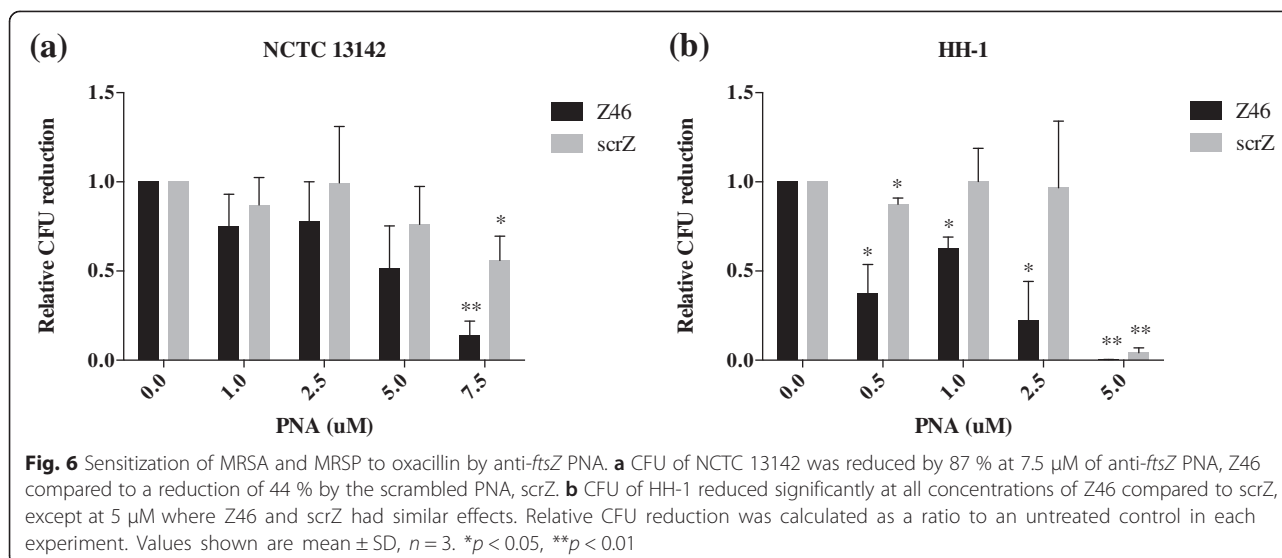 (a)
NCTC 13142
Relative CFU reduction
1.5
1.0
0.5
0.0
Z46
scrZ
*
**
0.0
1.0
2.5
5.0
7.5
PNA (uM)
(b)
HH-1
Relative CFU reduction
1.5
1.0
0.5
0.0
Z46
scrZ
*
*
*
*
**
**
0.0
0.5
1.0
2.5
5.0
PNA (uM)
Fig. 6 Sensitization of MRSA and MRSP to oxacillin by anti-ftsZ PNA. a CFU of NCTC 13142 was reduced by 87 % at 7.5 μM of anti-ftsZ PNA, Z46
compared to a reduction of 44 % by the scrambled PNA, scrZ. b CFU of HH-1 reduced significantly at all concentrations of Z46 compared to scrZ,
except at 5 μM where Z46 and scrZ had similar effects. Relative CFU reduction was calculated as a ratio to an untreated control in each
experiment. Values shown are mean ± SD, n = 3. *p < 0.05, **p < 0.01